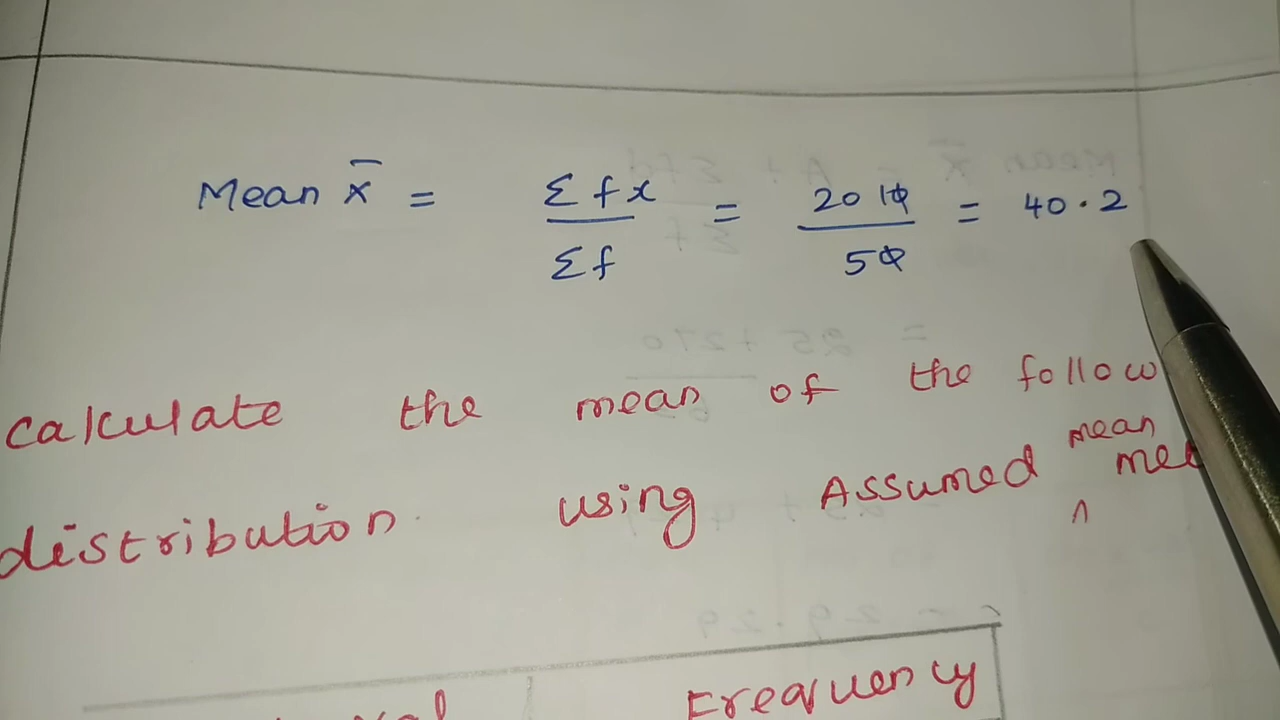 Mean x̄ = Σfx / Σf = 2010 / 50 = 40.2
calculate the mean of the follow
mean
distribution using Assumed
Frequency